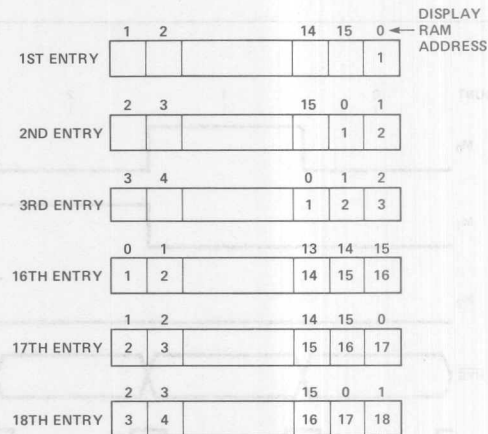 DISPLAY
1 2 14 15 0 RAM
ADDRESS
1ST ENTRY 1
2 3 15 0 1
2ND ENTRY 1 2
3 4 0 1 2
3RD ENTRY 1 2 3
0 1 13 14 15
16TH ENTRY 1 2 14 15 16
1 2 14 15 0
17TH ENTRY 2 3 15 16 17
2 3 15 0 1
18TH ENTRY 3 4 16 17 18